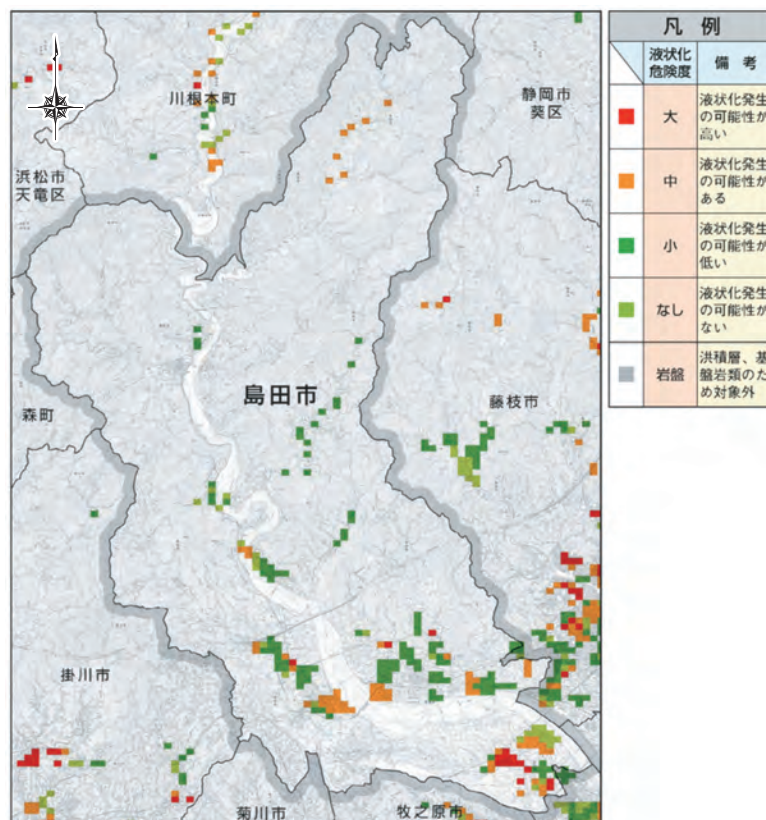 川根本町
静岡市
葵区
浜松市
天竜区
島田市
藤枝市
森町
掛川市
菊川市
牧之原市
凡 例
液状化
危険度
備 考
大
液状化発生
の可能性が
高い
中
液状化発生
の可能性が
ある
小
液状化発生
の可能性が
低い
なし
液状化発生
の可能性が
ない
岩盤
洪積層、基
盤岩類のた
め対象外